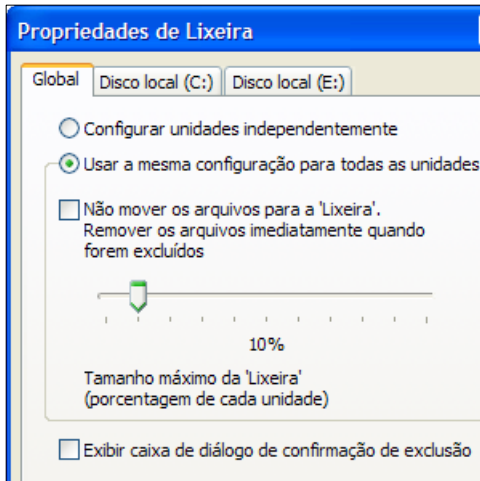 Propriedades de Lixeira
Global Disco local (C:) Disco local (E:)
Configurar unidades independentemente
Usar a mesma configuração para todas as unidades
Não mover os arquivos para a 'Lixeira'.
Remover os arquivos imediatamente quando
forem excluídos
10%
Tamanho máximo da 'Lixeira'
(porcentagem de cada unidade)
Exibir caixa de diálogo de confirmação de exclusão